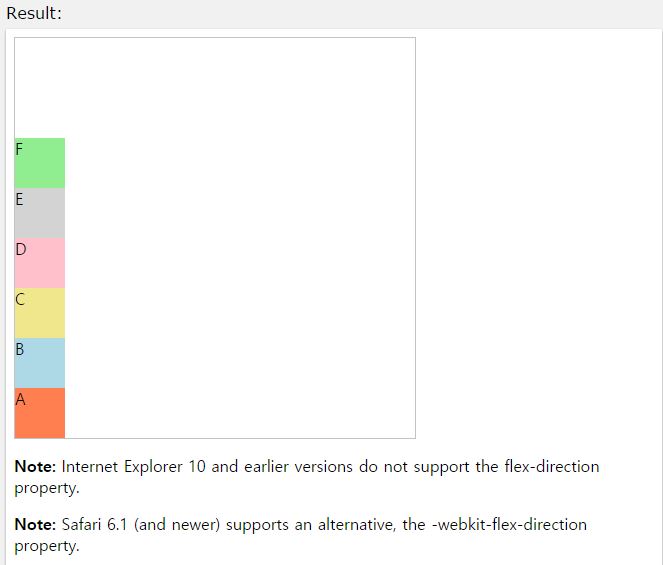 Result:
F
E
D
C
B
A
Note: Internet Explorer 10 and earlier versions do not support the flex-direction
property.
Note: Safari 6.1 (and newer) supports an alternative, the -webkit-flex-direction
property.